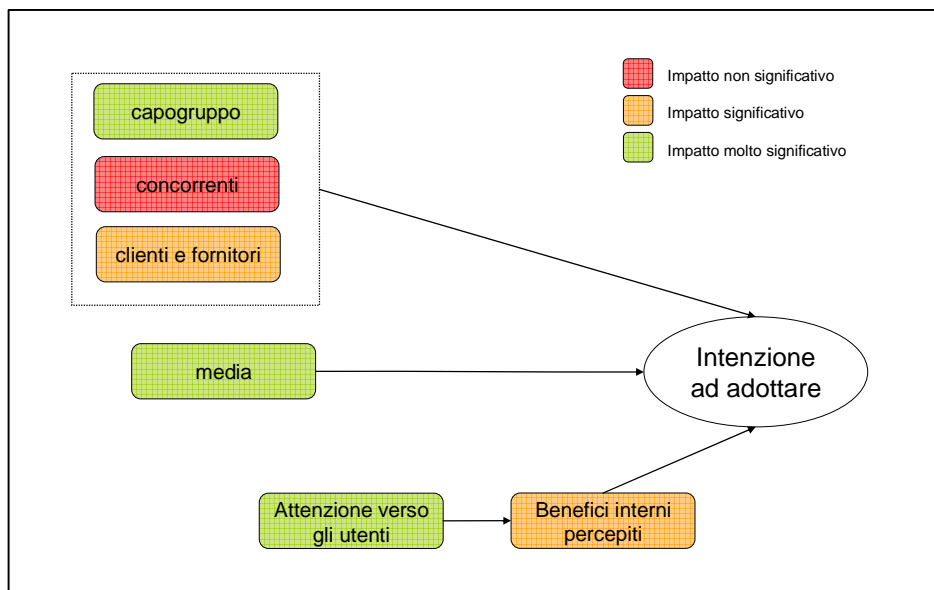 capogruppo
concorrenti
clienti e fornitori
Impatto non significativo
Impatto significativo
Impatto molto significativo
media
Intenzione
ad adottare
Attenzione verso
gli utenti
Benefici interni
percepiti